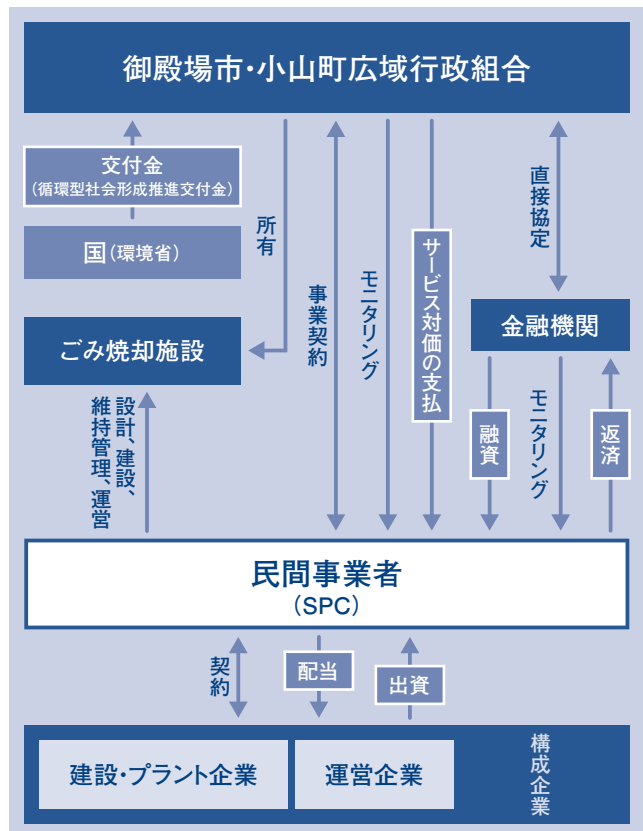 御殿場市・小山町広域行政組合
交付金
(循環型社会形成推進交付金)
国(環境省)
所有
事業契約
モニタリング
サービス対価の支払
直接協定
ごみ焼却施設
金融機関
設計、建設、
維持管理、運営
融資
モニタリング
返済
民間事業者
(SPC)
契約
配当
出資
建設・プラント企業
運営企業
構成企業